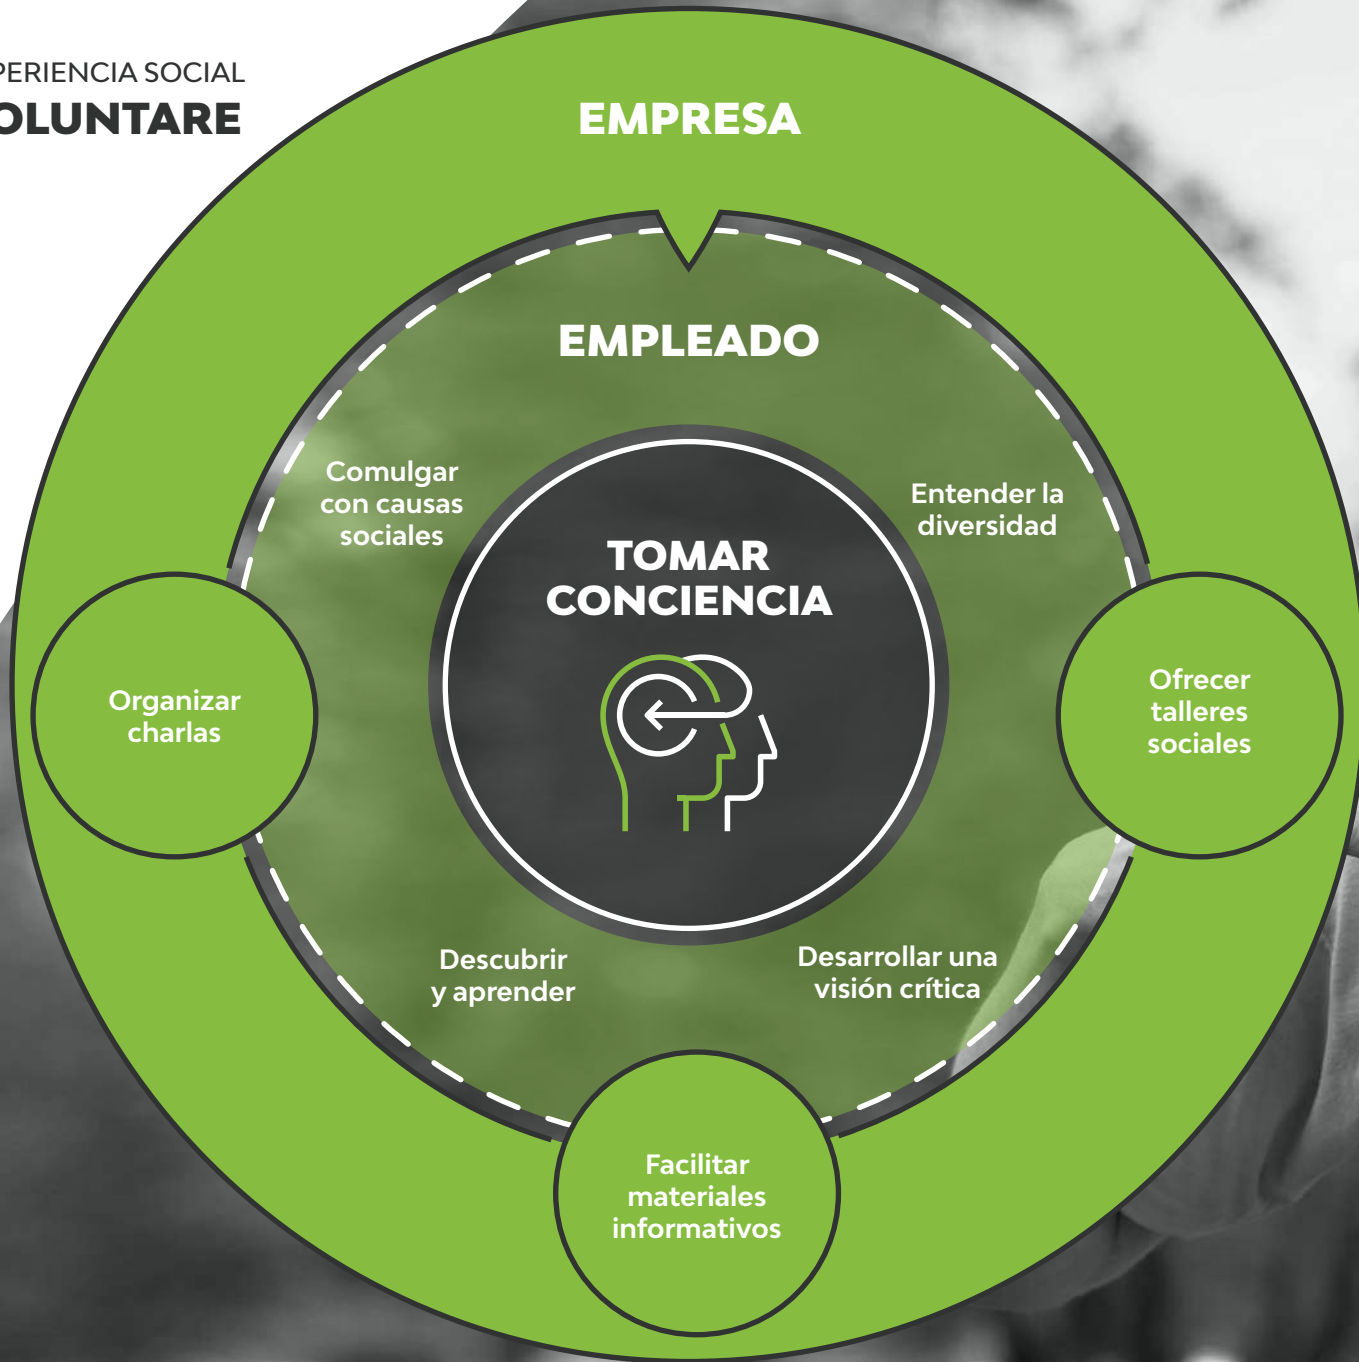 PERIENCIA SOCIAL
OLUNTARE
EMPRESA
EMPLEADO
Comulgar
con causas
sociales
Entender la
diversidad
TOMAR
CONCIENCIA
Organizar
charlas
Ofrecer
talleres
sociales
Descubrir
y aprender
Desarrollar una
visión crítica
Facilitar
materiales
informativos